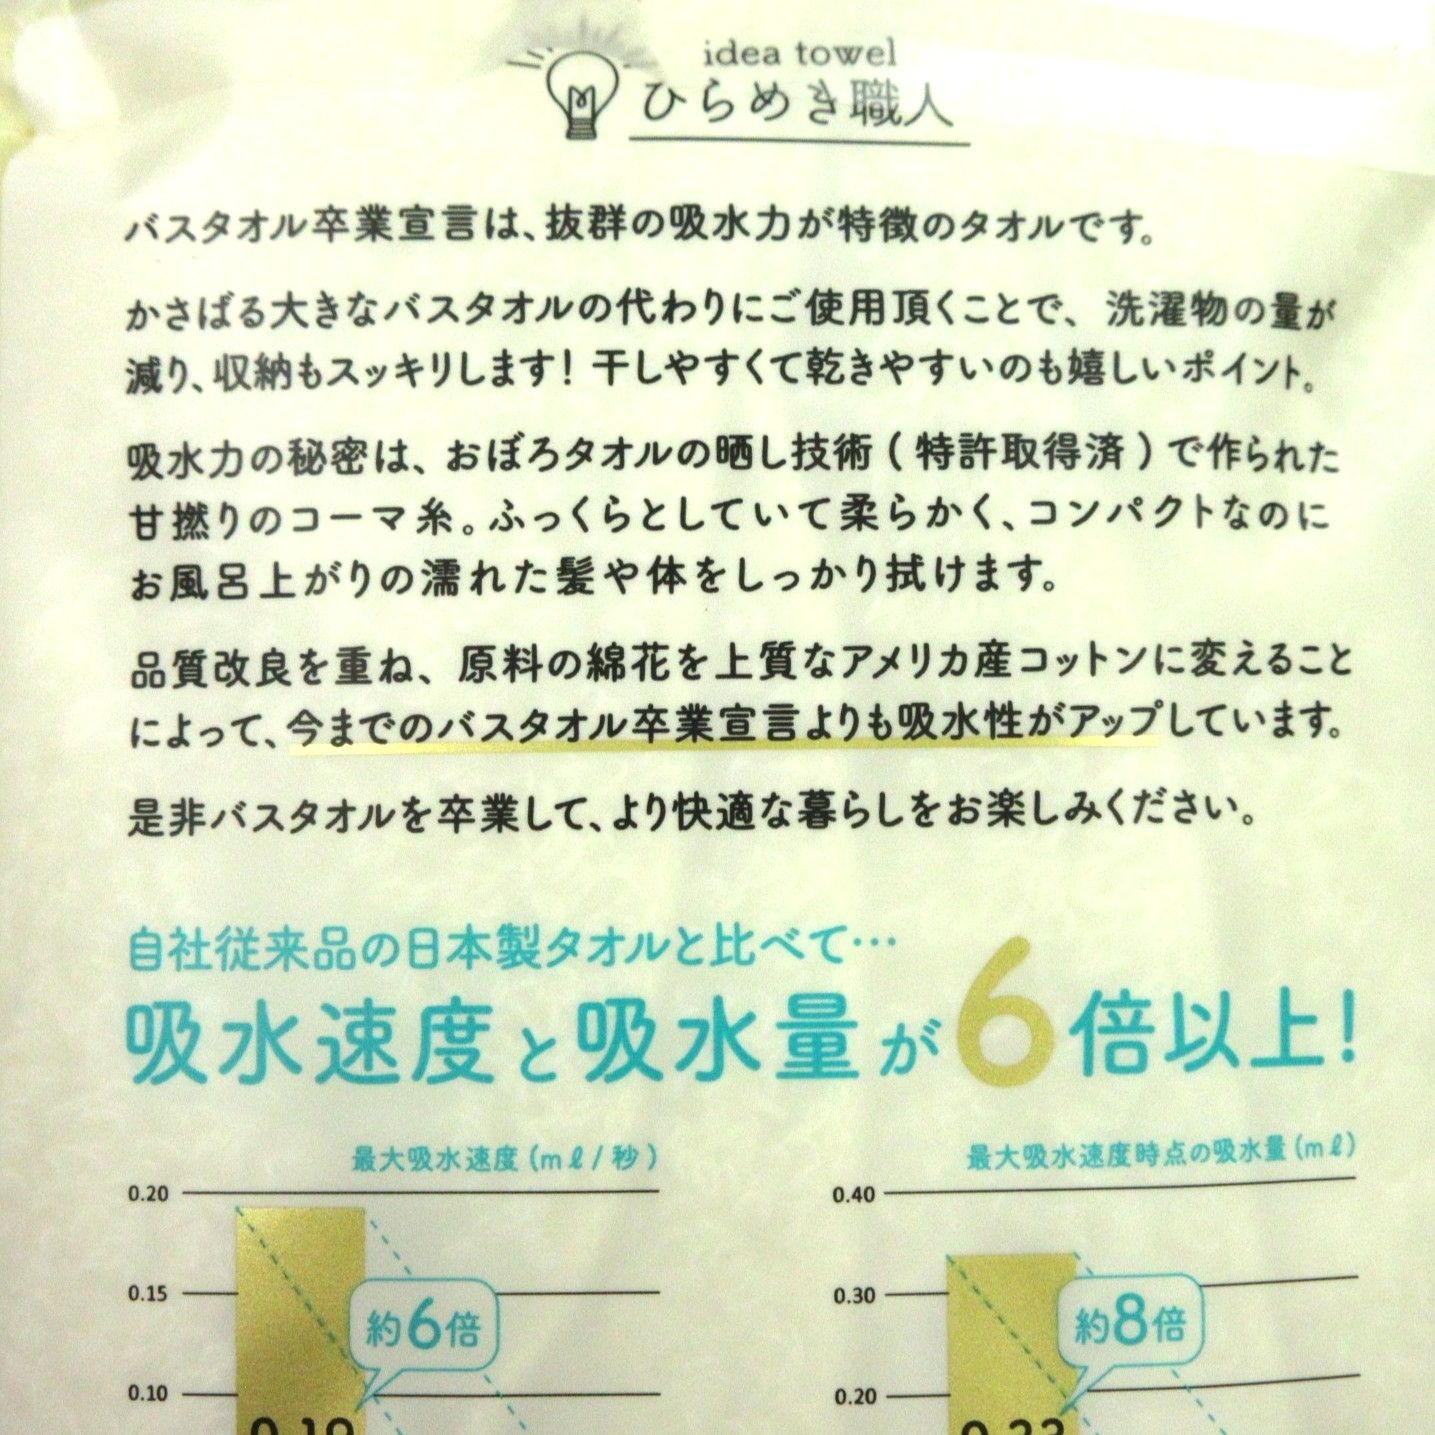 idea towel
ひらめき職人
バスタオル卒業宣言は、抜群の吸水力が特徴のタオルです。
かさばる大きなバスタオルの代わりにご使用頂くことで、洗濯物の量が
減り、収納もスッキリします！干しやすくて乾きやすいのも嬉しいポイント。
吸水力の秘密は、おぼろタオルの晒し技術(特許取得済)で作られた
甘撚りのコーマ糸。ふっくらとしていて柔らかく、コンパクトなのに
お風呂上がりの濡れた髪や体をしっかり拭けます。
品質改良を重ね、原料の綿花を上質なアメリカ産コットンに変えること
によって、今までのバスタオル卒業宣言よりも吸水性がアップしています。
是非バスタオルを卒業して、より快適な暮らしをお楽しみください。
自社従来品の日本製タオルと比べて…
吸水速度と吸水量が6倍以上！
最大吸水速度(mℓ/秒)
0.20
0.15
約6倍
0.10
0.19
最大吸水速度時点の吸水量(mℓ)
0.40
0.30
約8倍
0.20
0.33